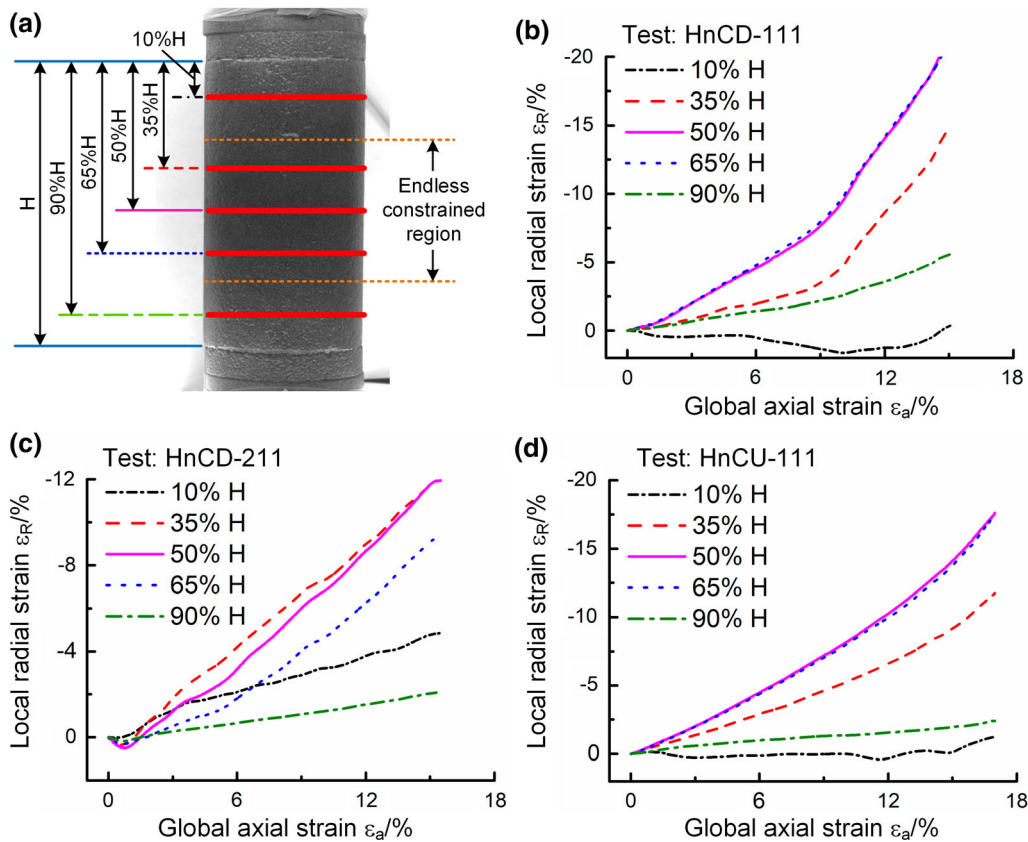 (a)
10%H
35%H
50%H
65%H
90%H
H
Endless
constrained
region
(b)
Test: HnCD-111
10% H
35% H
50% H
65% H
90% H
-20
-15
-10
-5
0
0
6
12
18
Local radial strain εR/%
Global axial strain εa/%
(c)
Test: HnCD-211
10% H
35% H
50% H
65% H
90% H
-12
-8
-4
0
0
6
12
18
Local radial strain εR/%
Global axial strain εa/%
(d)
Test: HnCU-111
10% H
35% H
50% H
65% H
90% H
-20
-15
-10
-5
0
0
6
12
18
Local radial strain εR/%
Global axial strain εa/%